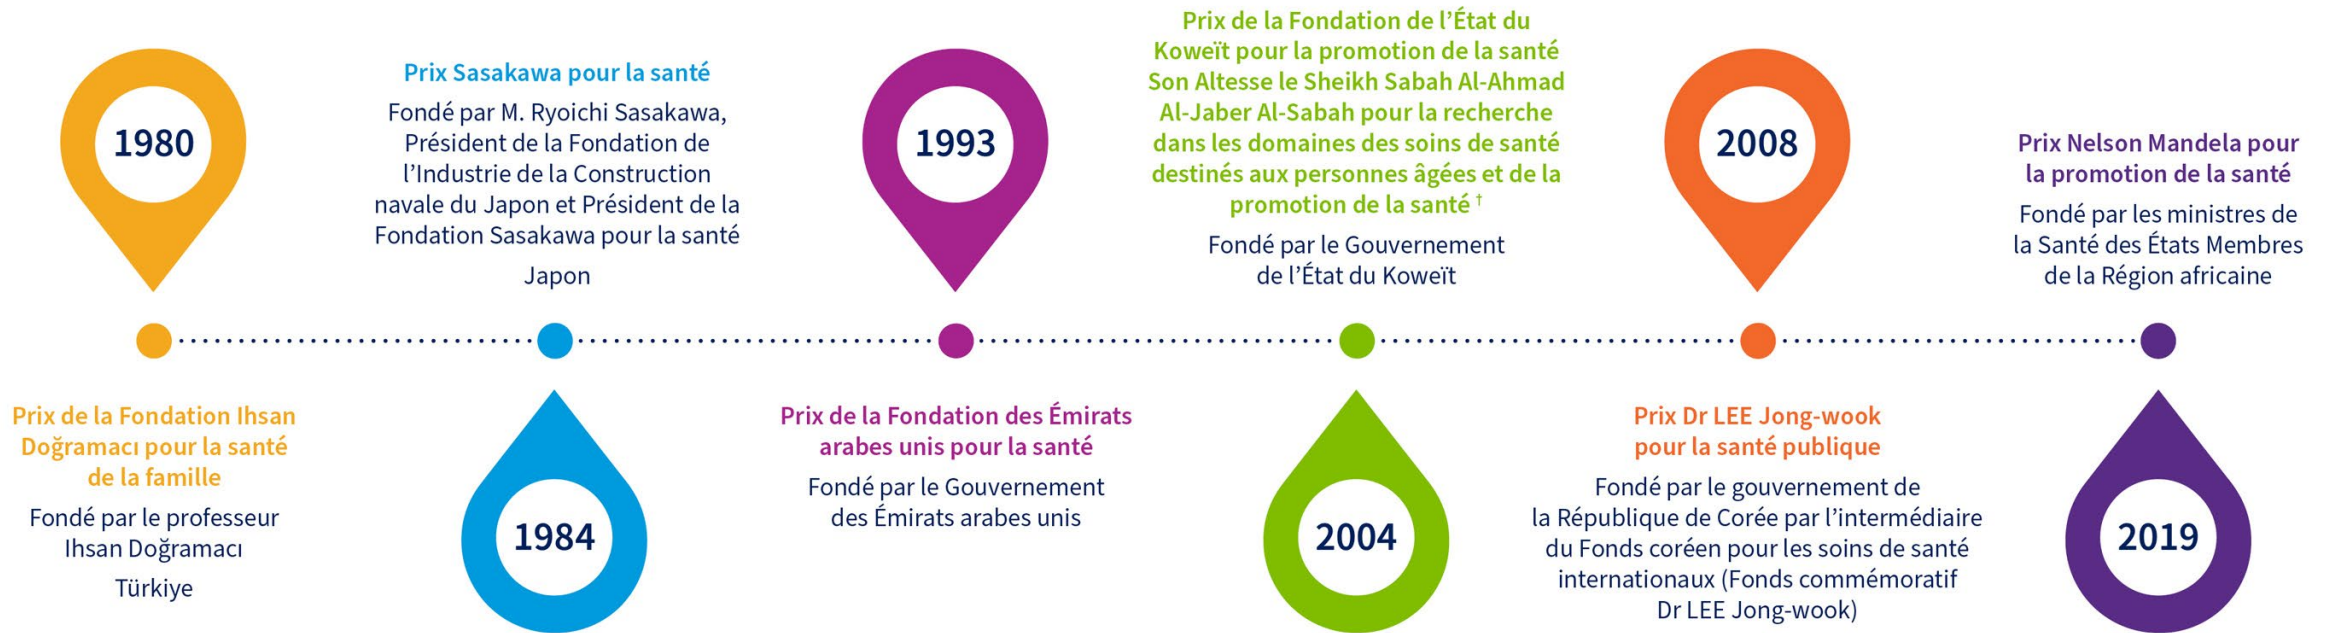 1980
Prix de la Fondation Ihsan
Doğramacı pour la santé
de la famille
Fondé par le professeur
Ihsan Doğramacı
Türkiye
Prix Sasakawa pour la santé
Fondé par M. Ryoichi Sasakawa,
Président de la Fondation de
l’Industrie de la Construction
navale du Japon et Président de la
Fondation Sasakawa pour la santé
Japon
1984
1993
Prix de la Fondation des Émirats
arabes unis pour la santé
Fondé par le Gouvernement
des Émirats arabes unis
Prix de la Fondation de l’État du
Koweït pour la promotion de la santé
Son Altesse le Sheikh Sabah Al-Ahmad
Al-Jaber Al-Sabah pour la recherche
dans les domaines des soins de santé
destinés aux personnes âgées et de la
promotion de la santé †
Fondé par le Gouvernement
de l’État du Koweït
2004
2008
Prix Dr LEE Jong-wook
pour la santé publique
Fondé par le gouvernement de
la République de Corée par l’intermédiaire
du Fonds coréen pour les soins de santé
internationaux (Fonds commémoratif
Dr LEE Jong-wook)
Prix Nelson Mandela pour
la promotion de la santé
Fondé par les ministres de
la Santé des États Membres
de la Région africaine
2019